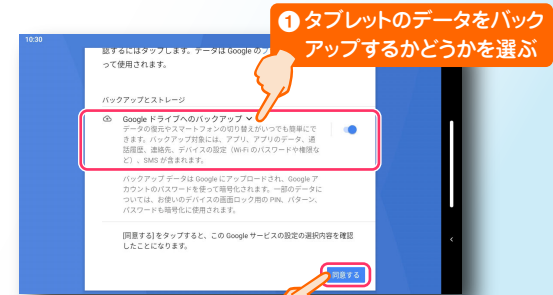 ❶タブレットのデータをバック
アップするかどうかを選ぶ
10:30
認するにはタップします。データは Google のプ
って使用されます。
バックアップとストレージ
Google ドライブへのバックアップ
データの復元やスマートフォンの切り替えがいつでも簡単にで
きます。バックアップ対象には、アプリ、アプリのデータ、通
話履歴、連絡先、デバイスの設定（Wi-Fi のパスワードや権限な
ど）、SMS が含まれます。
バックアップ データは Google にアップロードされ、Google ア
カウントのパスワードを使って暗号化されます。一部のデータに
ついては、お使いのデバイスの画面ロック用の PIN、パターン、
パスワードも暗号化に使用されます。
[同意する] をタップすると、この Google サービスの設定の選択内容を確認
したことになります。
同意する